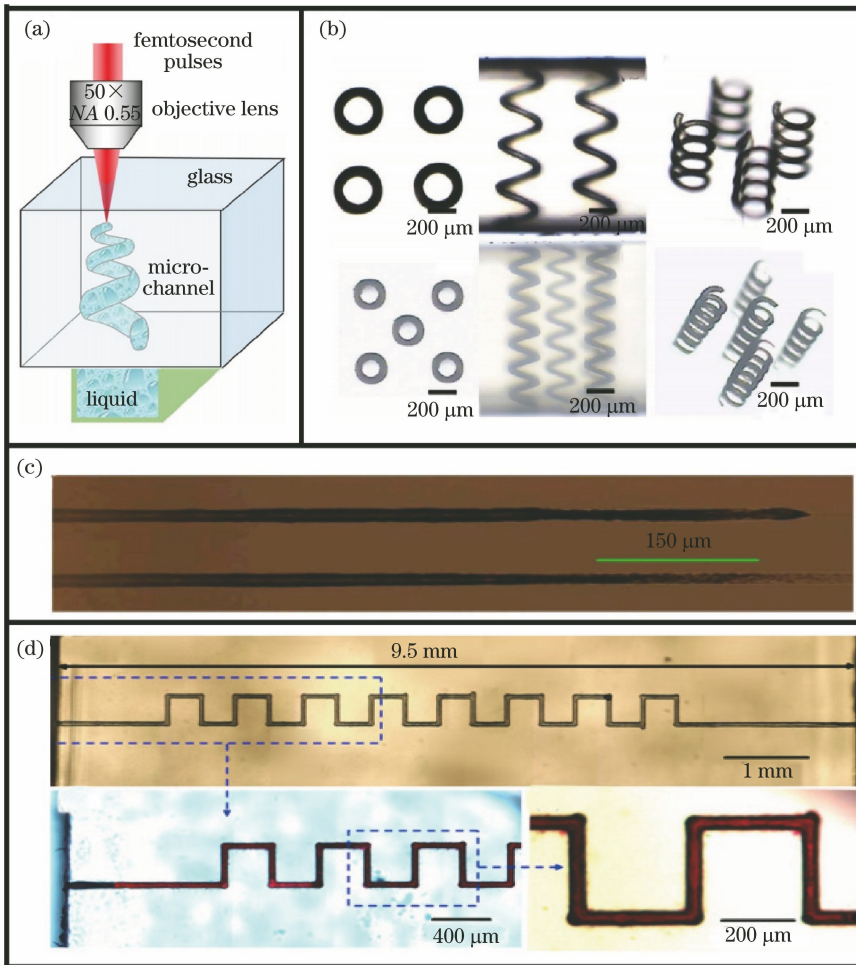 (a)
femtosecond
pulses
50×
NA 0.55
objective lens
glass
micro-
channel
liquid
(b)
200 μm
200 μm
200 μm
200 μm
200 μm
200 μm
(c)
150 μm
(d)
9.5 mm
1 mm
400 μm
200 μm